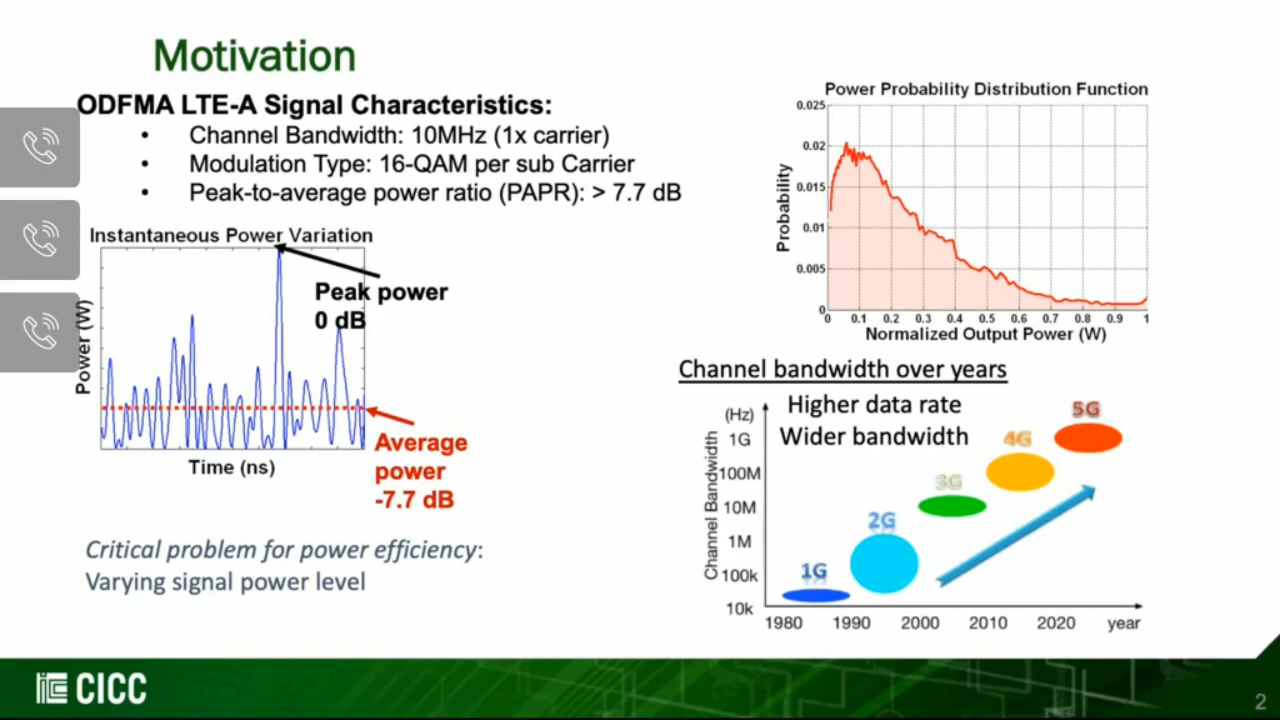 Motivation
ODFMA LTE-A Signal Characteristics:
• Channel Bandwidth: 10MHz (1x carrier)
• Modulation Type: 16-QAM per sub Carrier
• Peak-to-average power ratio (PAPR): > 7.7 dB
Instantaneous Power Variation
Peak power
0 dB
Power (W)
Time (ns)
Average
power
-7.7 dB
Critical problem for power efficiency:
Varying signal power level
Power Probability Distribution Function
Probability
0.025
0.02
0.015
0.01
0.005
0
0 0.1 0.2 0.3 0.4 0.5 0.6 0.7 0.8 0.9 1
Normalized Output Power (W)
Channel bandwidth over years
Higher data rate
Wider bandwidth
Channel Bandwidth
(Hz)
1G
100M
10M
1M
100k
10k
1G
2G
3G
4G
5G
1980 1990 2000 2010 2020 year
CICC
2